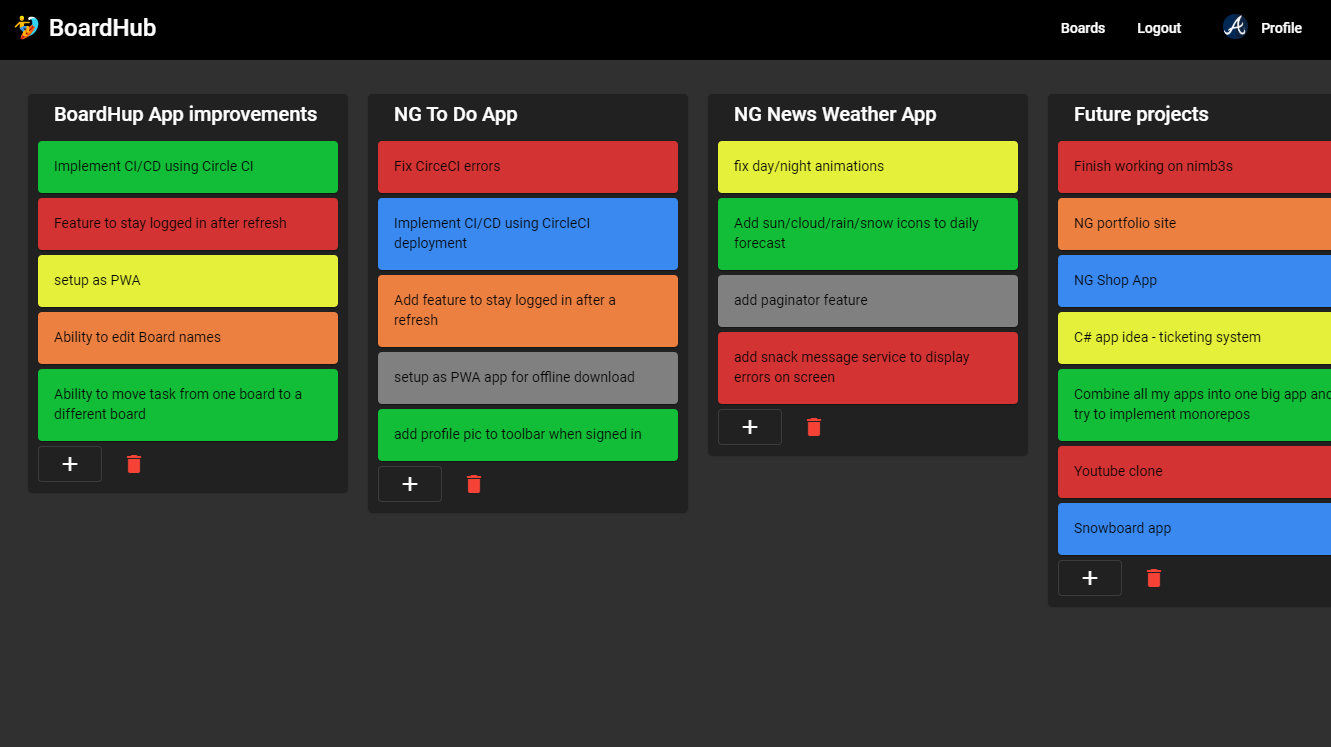 BoardHub
Boards
Logout
A
Profile
BoardHup App improvements
Implement CI/CD using Circle CI
Feature to stay logged in after refresh
setup as PWA
Ability to edit Board names
Ability to move task from one board to a
different board
+
NG To Do App
Fix CirceCI errors
Implement CI/CD using CircleCI
deployment
Add feature to stay logged in after a
refresh
setup as PWA app for offline download
add profile pic to toolbar when signed in
+
NG News Weather App
fix day/night animations
Add sun/cloud/rain/snow icons to daily
forecast
add paginator feature
add snack message service to display
errors on screen
+
Future projects
Finish working on nimb3s
NG portfolio site
NG Shop App
C# app idea - ticketing system
Combine all my apps into one big app and
try to implement monorepos
Youtube clone
Snowboard app
+